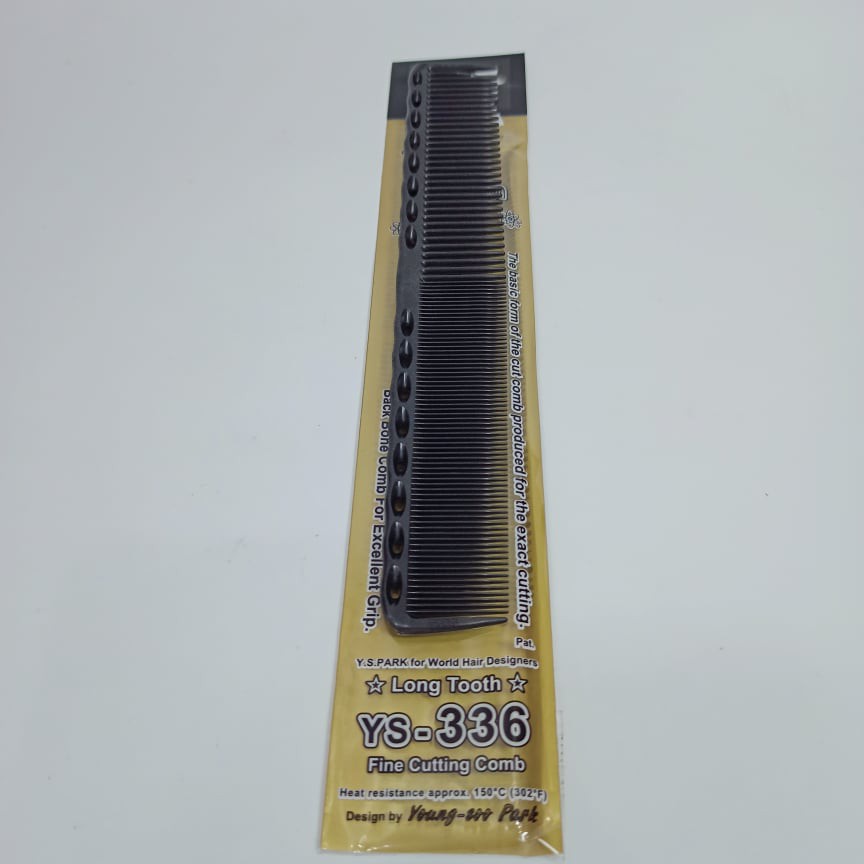 The basic form of the cut comb produced for the exact cutting.
Back Bone Comb For Excellent Grip.
Pat.
Y.S.PARK for World Hair Designers
☆ Long Tooth ☆
YS-336
Fine Cutting Comb
Heat resistance approx. 150°C (302°F)
Design by Young-soo Park